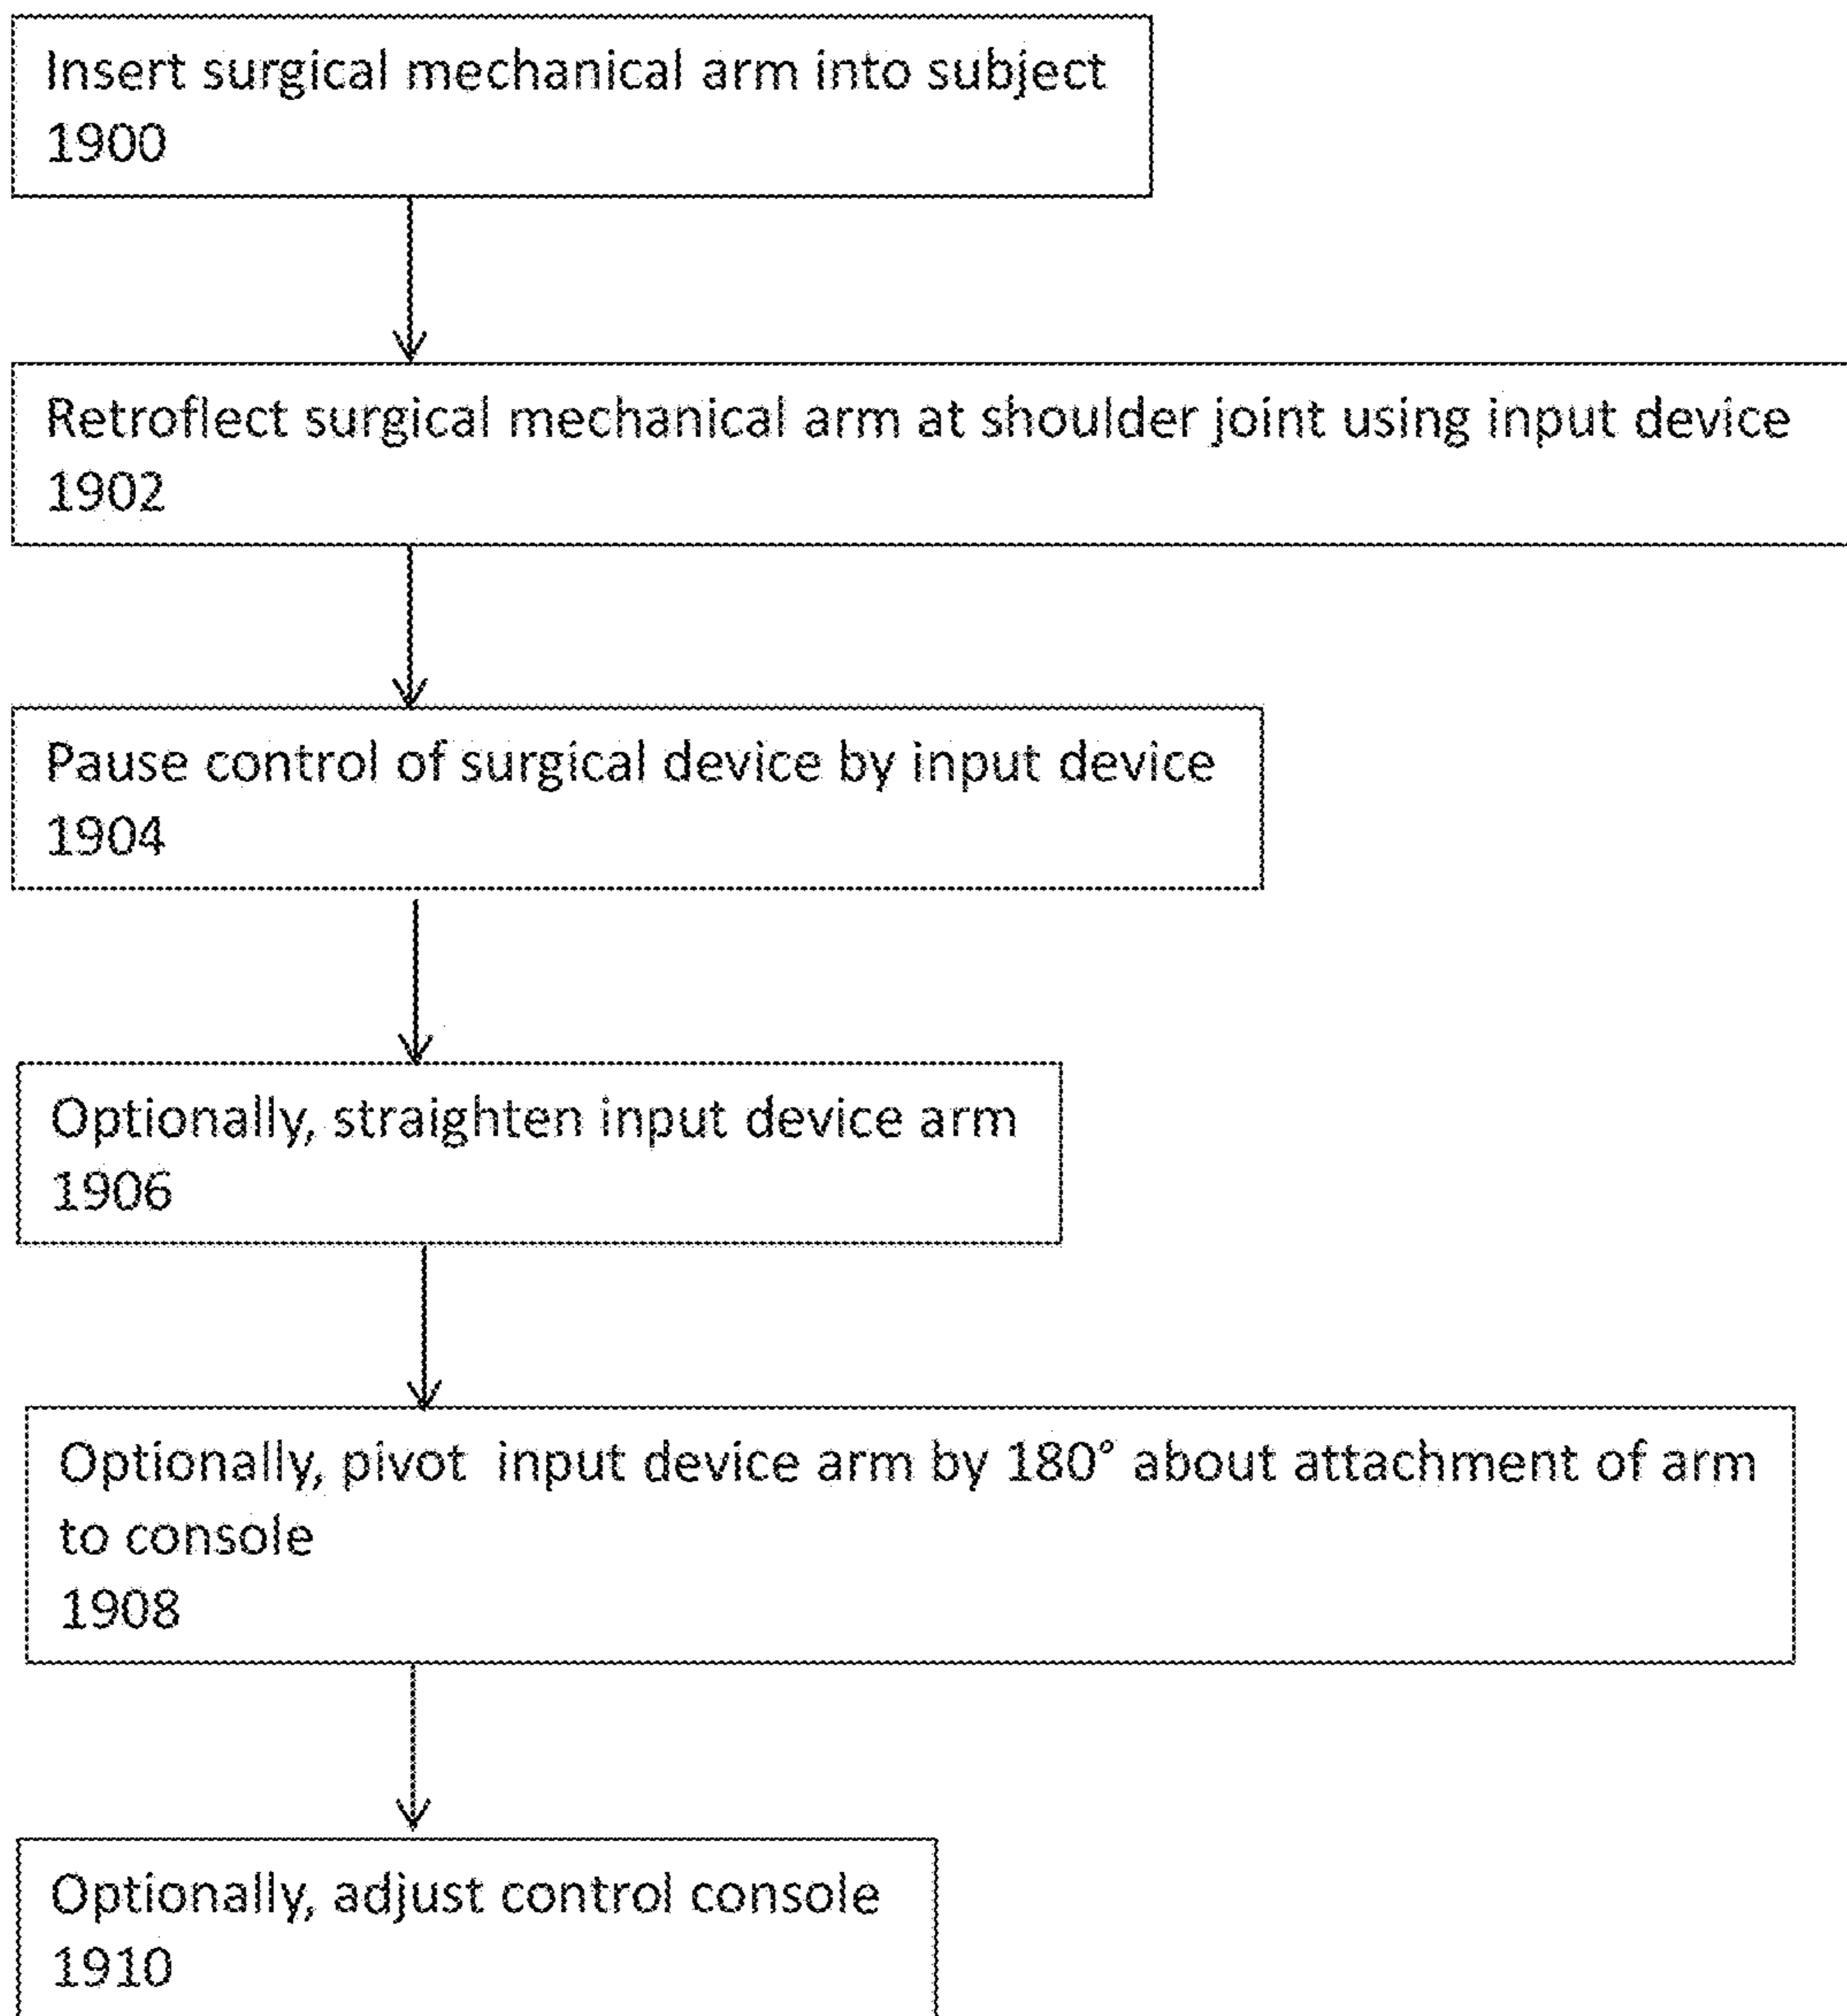 Insert surgical mechanical arm into subject
1900
Retroflect surgical mechanical arm at shoulder joint using input device
1902
Pause control of surgical device by input device
1904
Optionally, straighten input device arm
1906
Optionally, pivot input device arm by 180° about attachment of arm
to console
1908
Optionally, adjust control console
1910